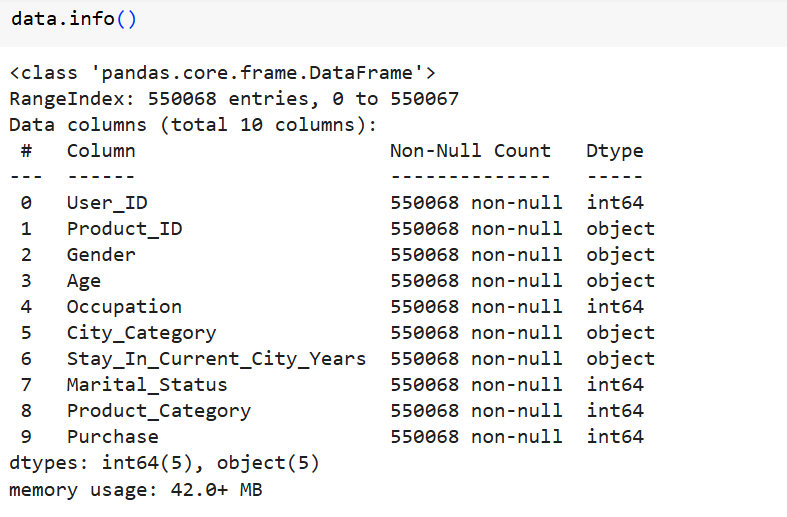 data.info()
<class 'pandas.core.frame.DataFrame'>
RangeIndex: 550068 entries, 0 to 550067
Data columns (total 10 columns):
 #   Column                      Non-Null Count   Dtype
---  ------                      --------------   -----
 0   User_ID                     550068 non-null  int64
 1   Product_ID                  550068 non-null  object
 2   Gender                      550068 non-null  object
 3   Age                         550068 non-null  object
 4   Occupation                  550068 non-null  int64
 5   City_Category               550068 non-null  object
 6   Stay_In_Current_City_Years  550068 non-null  object
 7   Marital_Status              550068 non-null  int64
 8   Product_Category            550068 non-null  int64
 9   Purchase                    550068 non-null  int64
dtypes: int64(5), object(5)
memory usage: 42.0+ MB